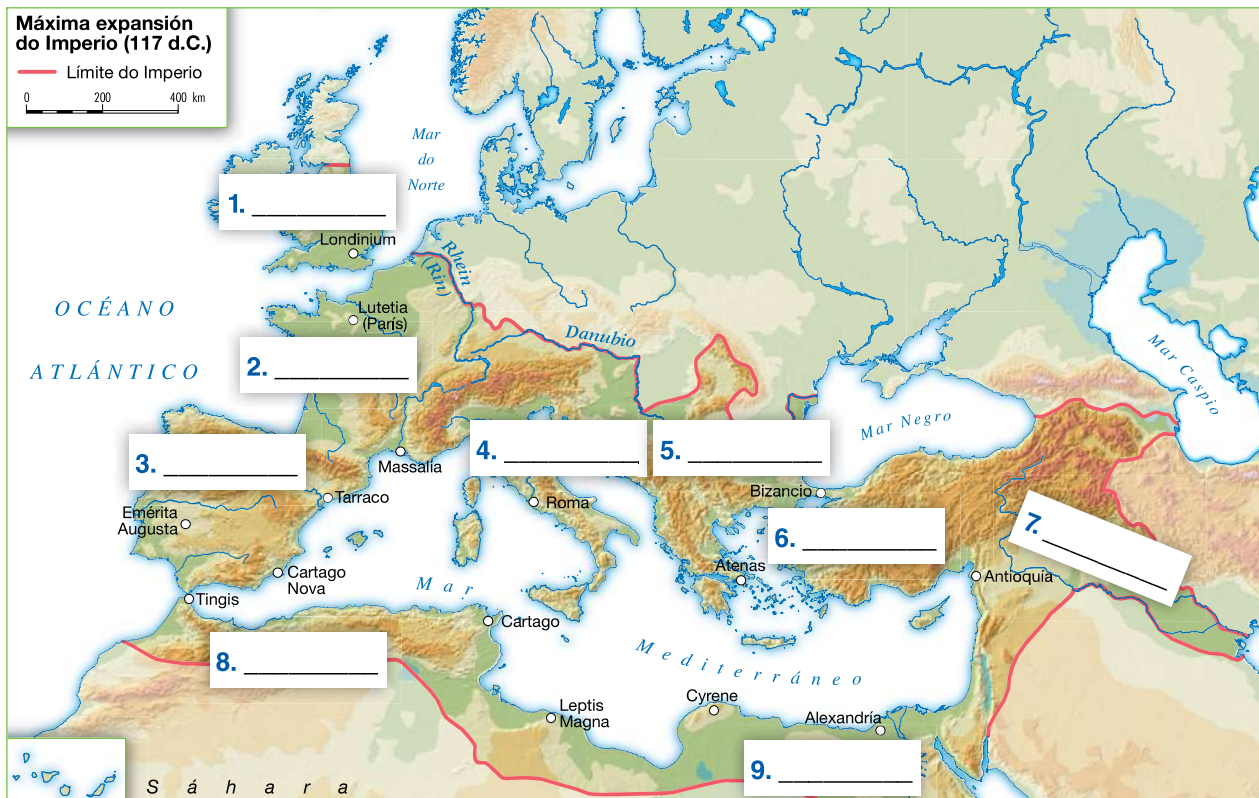 Máxima expansión
do Imperio (117 d.C.)
Límite do Imperio
0 200 400 km
Mar
do
Norte
1. ___________
Londinium
Rhein
(Rin)
OCÉANO
ATLÁNTICO
Lutetia
(París)
Danubio
2. ___________
Mar Caspio
Mar Negro
3. ___________
4. ___________
5. ___________
Massalia
Tarraco
Roma
Bizancio
Emérita
Augusta
6. ___________
7. ___________
Atenas
Antioquía
Cartago
Nova
Tingis
Mar
Cartago
Mediterráneo
8. ___________
Leptis
Magna
Cyrene
Alexandría
9. ___________
Sáhara